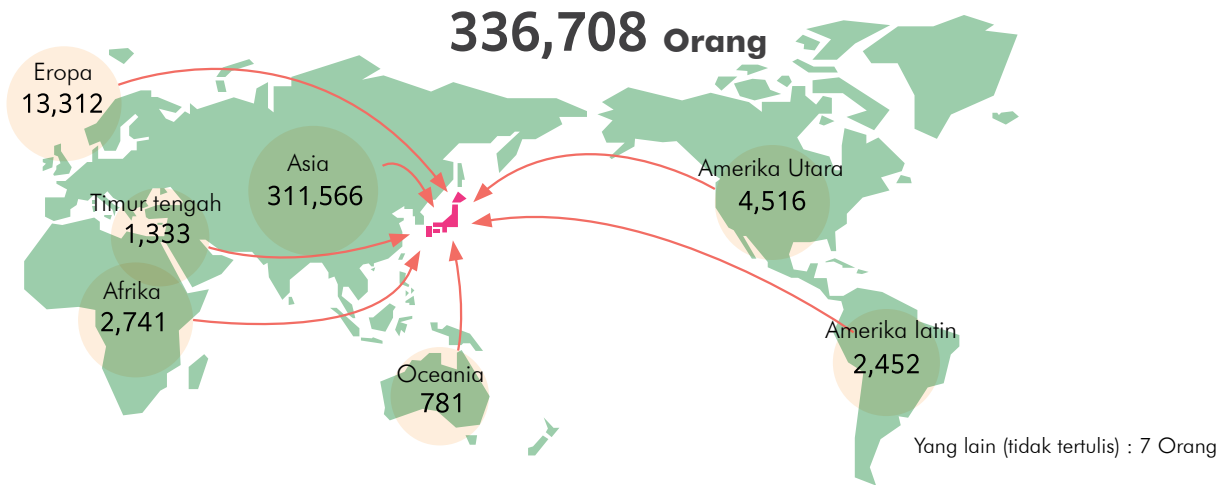 336,708 Orang
Eropa
13,312
Asia
311,566
Timur tengah
1,333
Afrika
2,741
Oceania
781
Amerika Utara
4,516
Amerika latin
2,452
Yang lain (tidak tertulis) : 7 Orang